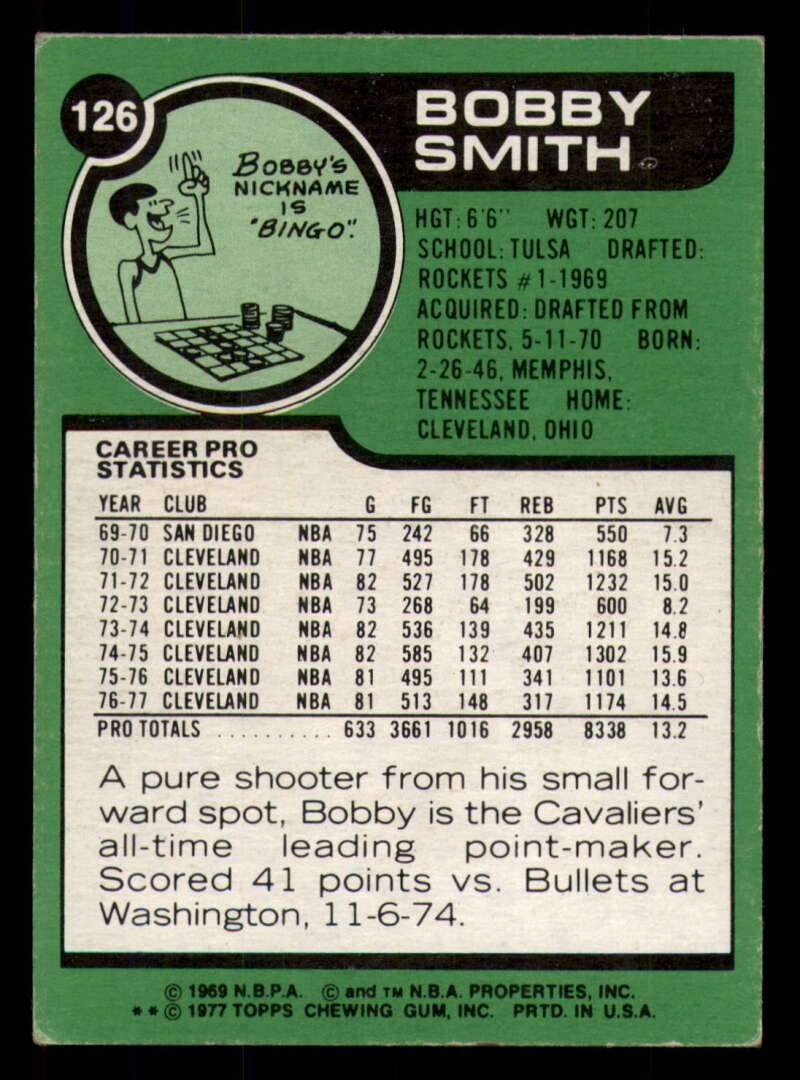 126
BOBBY
SMITH
BOBBY'S
NICKNAME
IS
"BINGO".
HGT: 6'6" WGT: 207
SCHOOL: TULSA DRAFTED:
ROCKETS #1-1969
ACQUIRED: DRAFTED FROM
ROCKETS, 5-11-70 BORN:
2-26-46, MEMPHIS,
TENNESSEE HOME:
CLEVELAND, OHIO
CAREER PRO
STATISTICS
YEAR CLUB G FG FT REB PTS AVG
69-70 SAN DIEGO NBA 75 242 66 328 550 7.3
70-71 CLEVELAND NBA 77 495 178 429 1168 15.2
71-72 CLEVELAND NBA 82 527 178 502 1232 15.0
72-73 CLEVELAND NBA 73 268 64 199 600 8.2
73-74 CLEVELAND NBA 82 536 139 435 1211 14.8
74-75 CLEVELAND NBA 82 585 132 407 1302 15.9
75-76 CLEVELAND NBA 81 495 111 341 1101 13.6
76-77 CLEVELAND NBA 81 513 148 317 1174 14.5
PRO TOTALS .......... 633 3661 1016 2958 8338 13.2
A pure shooter from his small for-
ward spot, Bobby is the Cavaliers'
all-time leading point-maker.
Scored 41 points vs. Bullets at
Washington, 11-6-74.
© 1969 N.B.P.A. © and TM N.B.A. PROPERTIES, INC.
**© 1977 TOPPS CHEWING GUM, INC. PRTD. IN U.S.A.